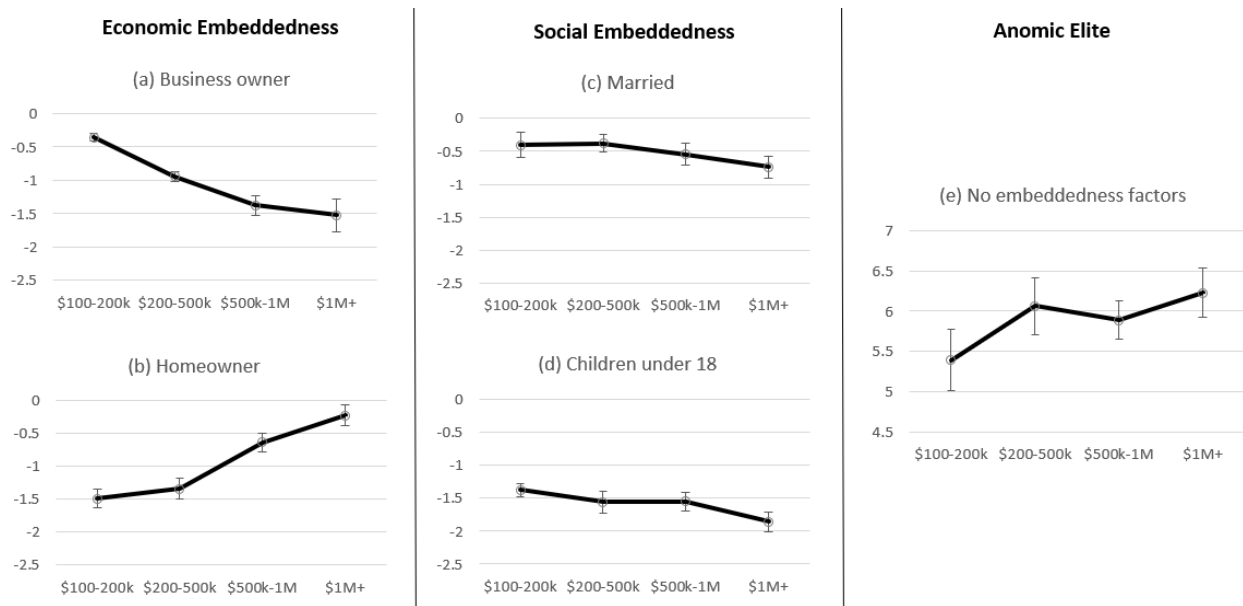 Economic Embeddedness
(a) Business owner
0
-0.5
-1
-1.5
-2
-2.5
$100-200k $200-500k $500k-1M $1M+
(b) Homeowner
0
-0.5
-1
-1.5
-2
-2.5
$100-200k $200-500k $500k-1M $1M+
Social Embeddedness
(c) Married
0
-0.5
-1
-1.5
-2
-2.5
$100-200k $200-500k $500k-1M $1M+
(d) Children under 18
0
-0.5
-1
-1.5
-2
-2.5
$100-200k $200-500k $500k-1M $1M+
Anomic Elite
(e) No embeddedness factors
7
6.5
6
5.5
5
4.5
$100-200k $200-500k $500k-1M $1M+